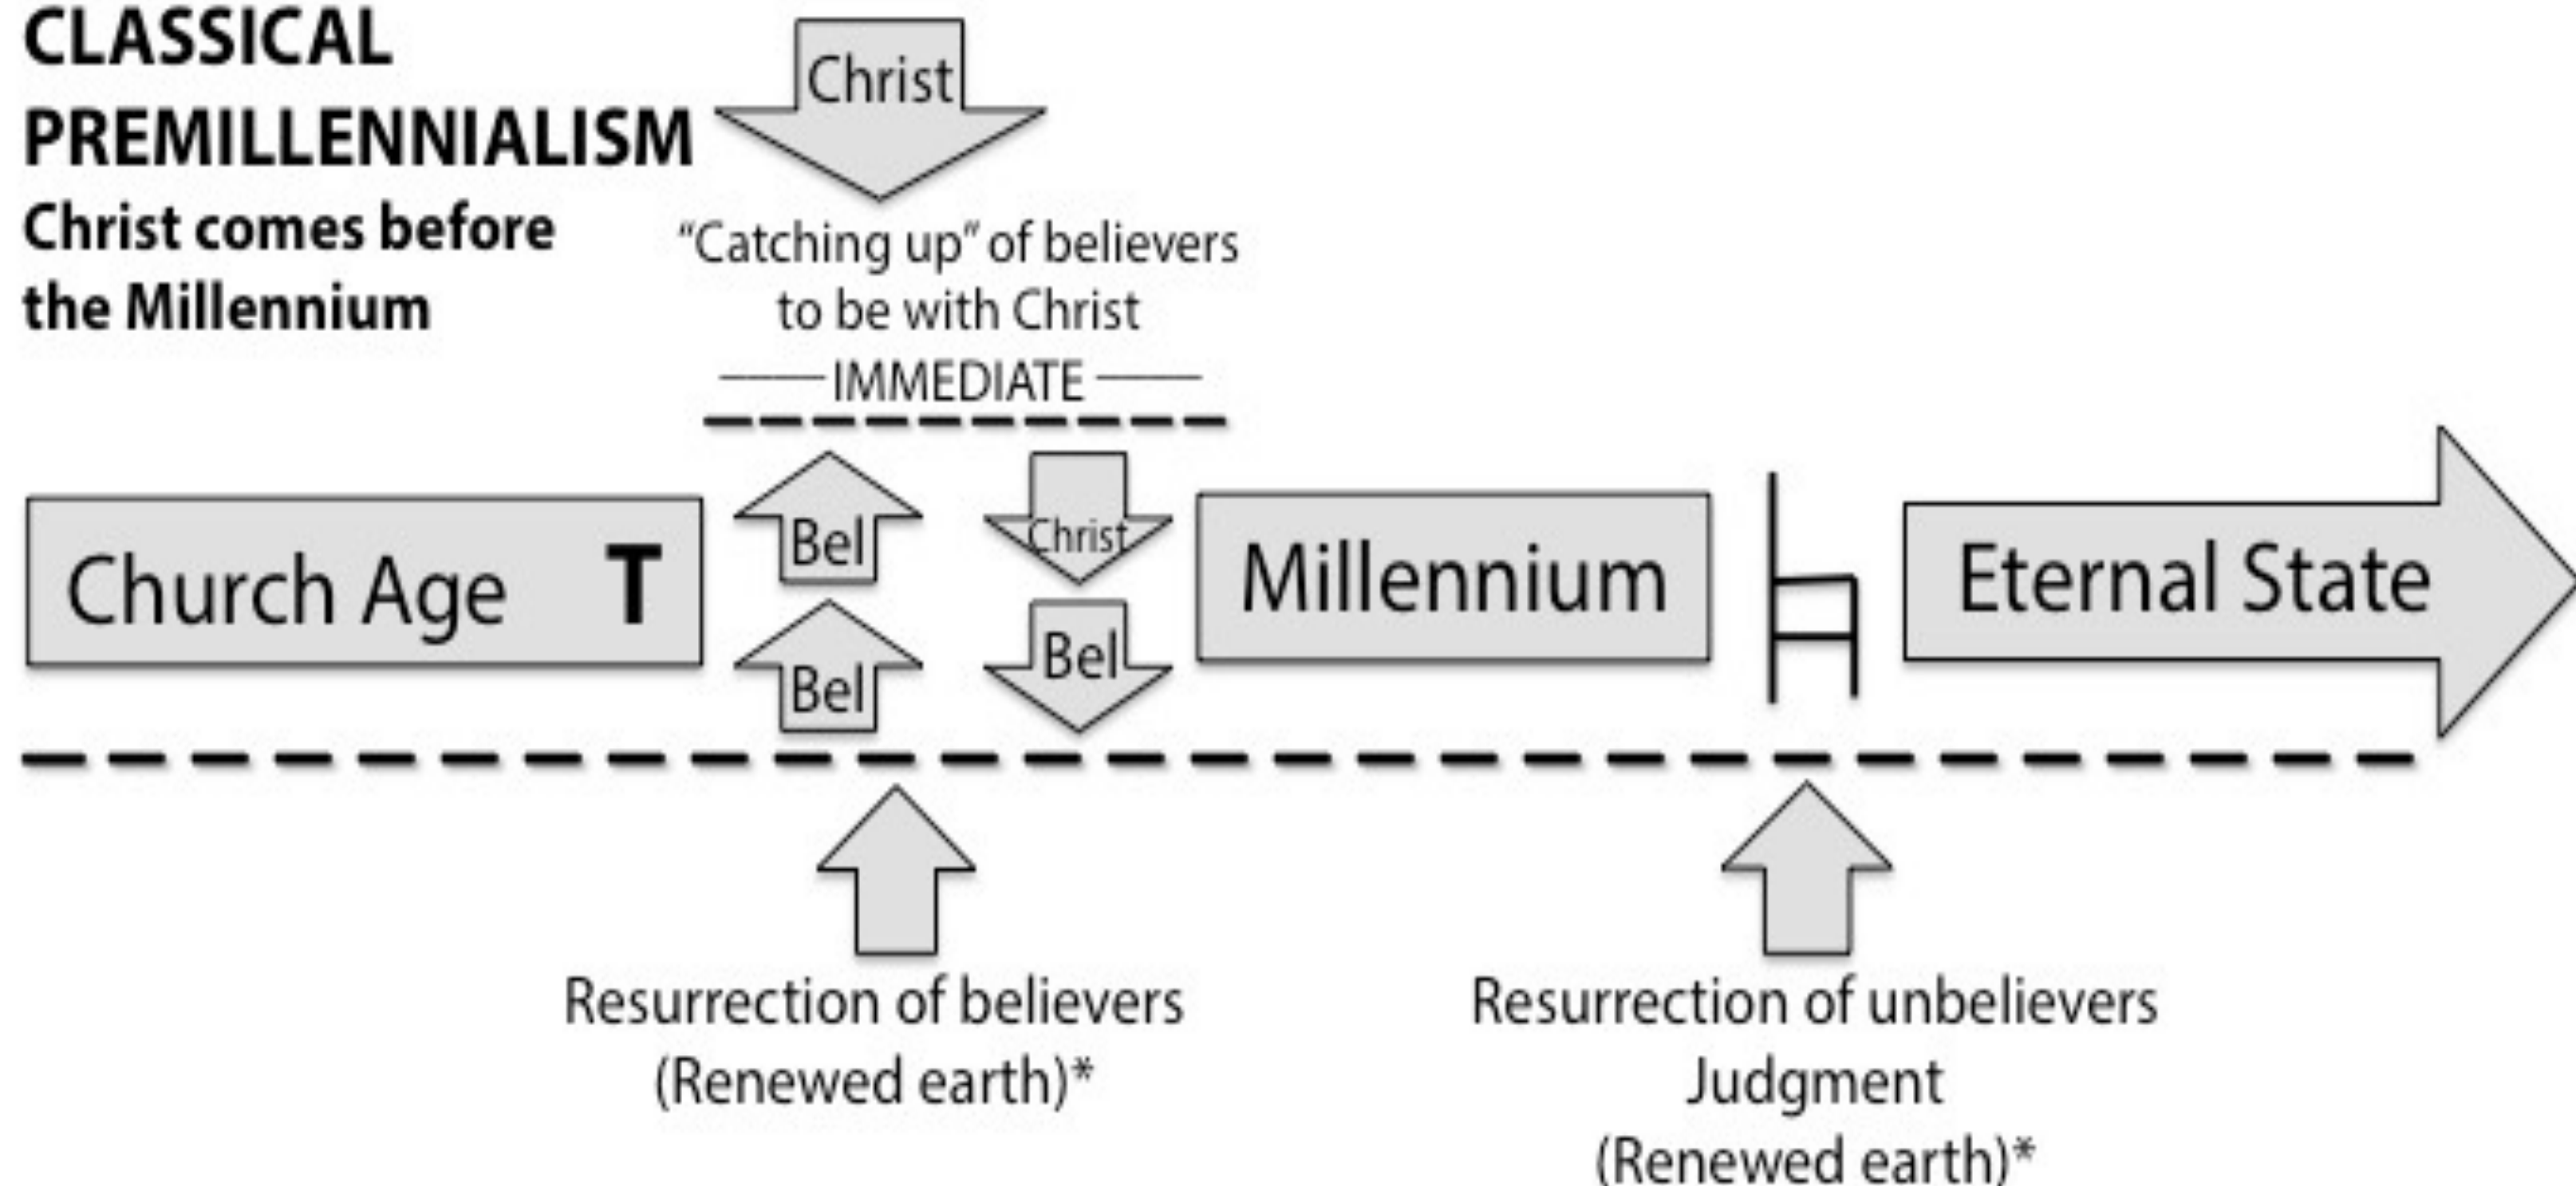 CLASSICAL
PREMILLENNIALISM
Christ comes before
the Millennium
Christ
“Catching up” of believers
to be with Christ
IMMEDIATE
Church Age T
Bel
Bel
Christ
Bel
Millennium
Eternal State
Resurrection of believers
(Renewed earth)*
Resurrection of unbelievers
Judgment
(Renewed earth)*